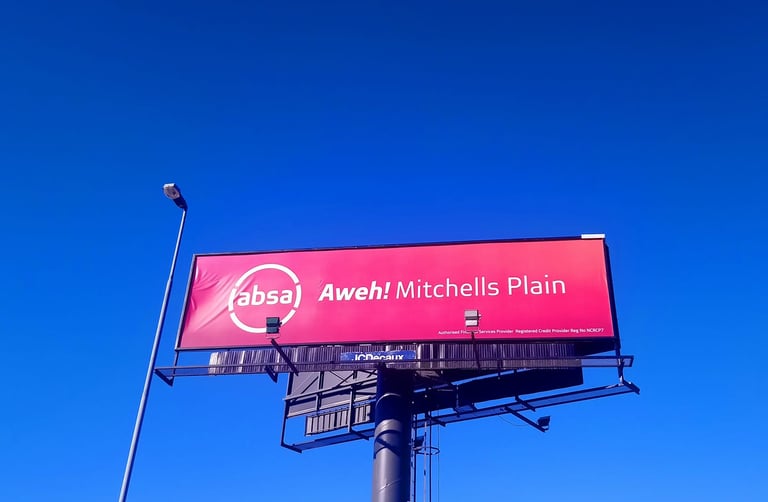 absa
Aweh! Mitchells Plain
Authorised Financial Services Provider Registered Credit Provider Reg No NCRCP7
JCDecaux